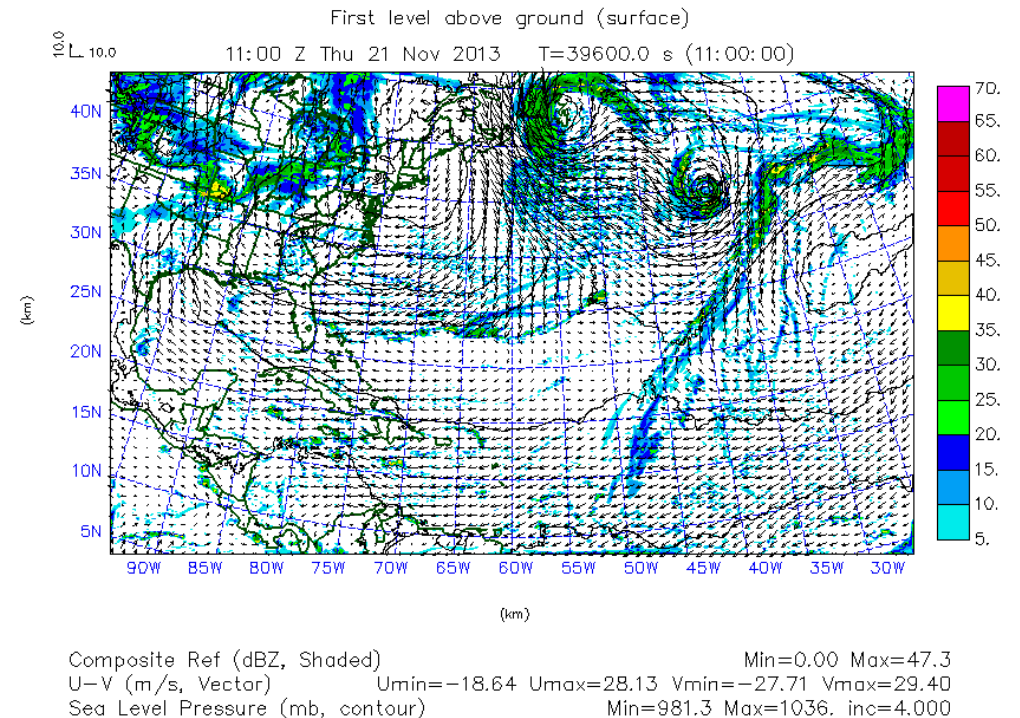 First level above ground (surface)
10.0
10.0
11:00 Z Thu 21 Nov 2013 T=39600.0 s (11:00:00)
40N
35N
30N
25N
20N
15N
10N
5N
(km)
90W 85W 80W 75W 70W 65W 60W 55W 50W 45W 40W 35W 30W
(km)
70.
65.
60.
55.
50.
45.
40.
35.
30.
25.
20.
15.
10.
5.
Composite Ref (dBZ, Shaded) Min=0.00 Max=47.3
U-V (m/s, Vector) Umin=-18.64 Umax=28.13 Vmin=-27.71 Vmax=29.40
Sea Level Pressure (mb, contour) Min=981.3 Max=1036. inc=4.000